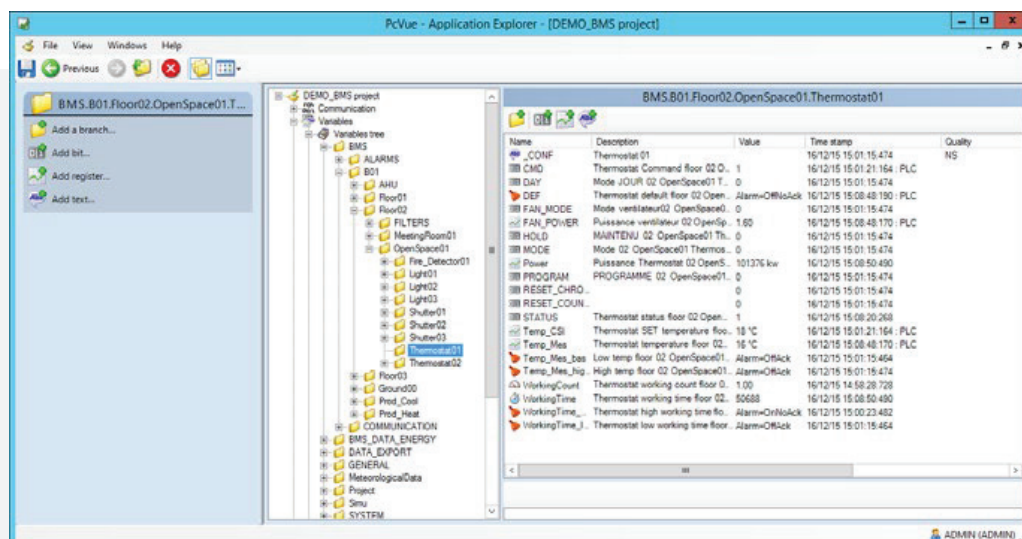 PcVue - Application Explorer - [DEMO_BMS project]
File View Windows Help
Previous
BMS.B01.Floor02.OpenSpace01.T...
Add a branch...
Add bit...
Add register...
Add text...
DEMO_BMS project
Communication
Variables
Variables tree
BMS
ALARMS
B01
AHU
Floor01
Floor02
FILTERS
MeetingRoom01
OpenSpace01
Fire_Detector01
Light01
Light02
Light03
Shutter01
Shutter02
Shutter03
Thermostat01
Thermostat02
Floor03
Ground00
Prod_Cool
Prod_Heat
COMMUNICATION
BMS_DATA_ENERGY
DATA_EXPORT
GENERAL
MeteorologicalData
Project
Simu
SYSTEM
BMS.B01.Floor02.OpenSpace01.Thermostat01
Name Description Value Time stamp Quality
_CONF Thermostat 01 16/12/15 15:01:15:474 NS
CMD Thermostat Command floor 02 O... 1 16/12/15 15:01:21:164 : PLC
DAY Mode JOUR 02 OpenSpace01 T... 0 16/12/15 15:01:15:474
DEF Thermostat default floor 02 Open... Alarm=OffNoAck 16/12/15 15:08:48:190 : PLC
FAN_MODE Mode ventilateur02 OpenSpace0... 0 16/12/15 15:01:15:474
FAN_POWER Puissance ventilateur 02 OpenSp... 1.60 16/12/15 15:08:48:170 : PLC
HOLD MAINTENU 02 OpenSpace01 Th... 0 16/12/15 15:01:15:474
MODE Mode 02 OpenSpace01 Thermos... 0 16/12/15 15:01:15:474
Power Puissance Thermostat 02 OpenS... 101376 kw 16/12/15 15:08:50:490
PROGRAM PROGRAMME 02 OpenSpace01... 0 16/12/15 15:01:15:474
RESET_CHRO... 0 16/12/15 15:01:15:474
RESET_COUN... 0 16/12/15 15:01:15:474
STATUS Thermostat status floor 02 Open... 1 16/12/15 15:08:20:268
Temp_CSI Thermostat SET temperature floo... 18 °C 16/12/15 15:01:21:164 : PLC
Temp_Mes Thermostat temperature floor 02... 16 °C 16/12/15 15:08:48:170 : PLC
Temp_Mes_bas Low temp floor 02 OpenSpace01... Alarm=OffAck 16/12/15 15:01:15:464
Temp_Mes_hig... High temp floor 02 OpenSpace01... Alarm=OffAck 16/12/15 15:01:15:464
WorkingCount Thermostat working count floor 0... 1.00 16/12/15 14:58:28:728
WorkingTime Thermostat working time floor 02... 50688 16/12/15 15:08:50:490
WorkingTime_... Thermostat high working time flo... Alarm=OnNoAck 16/12/15 15:00:23:482
WorkingTime_l... Thermostat low working time floor... Alarm=OffAck 16/12/15 15:01:15:464
ADMIN (ADMIN)